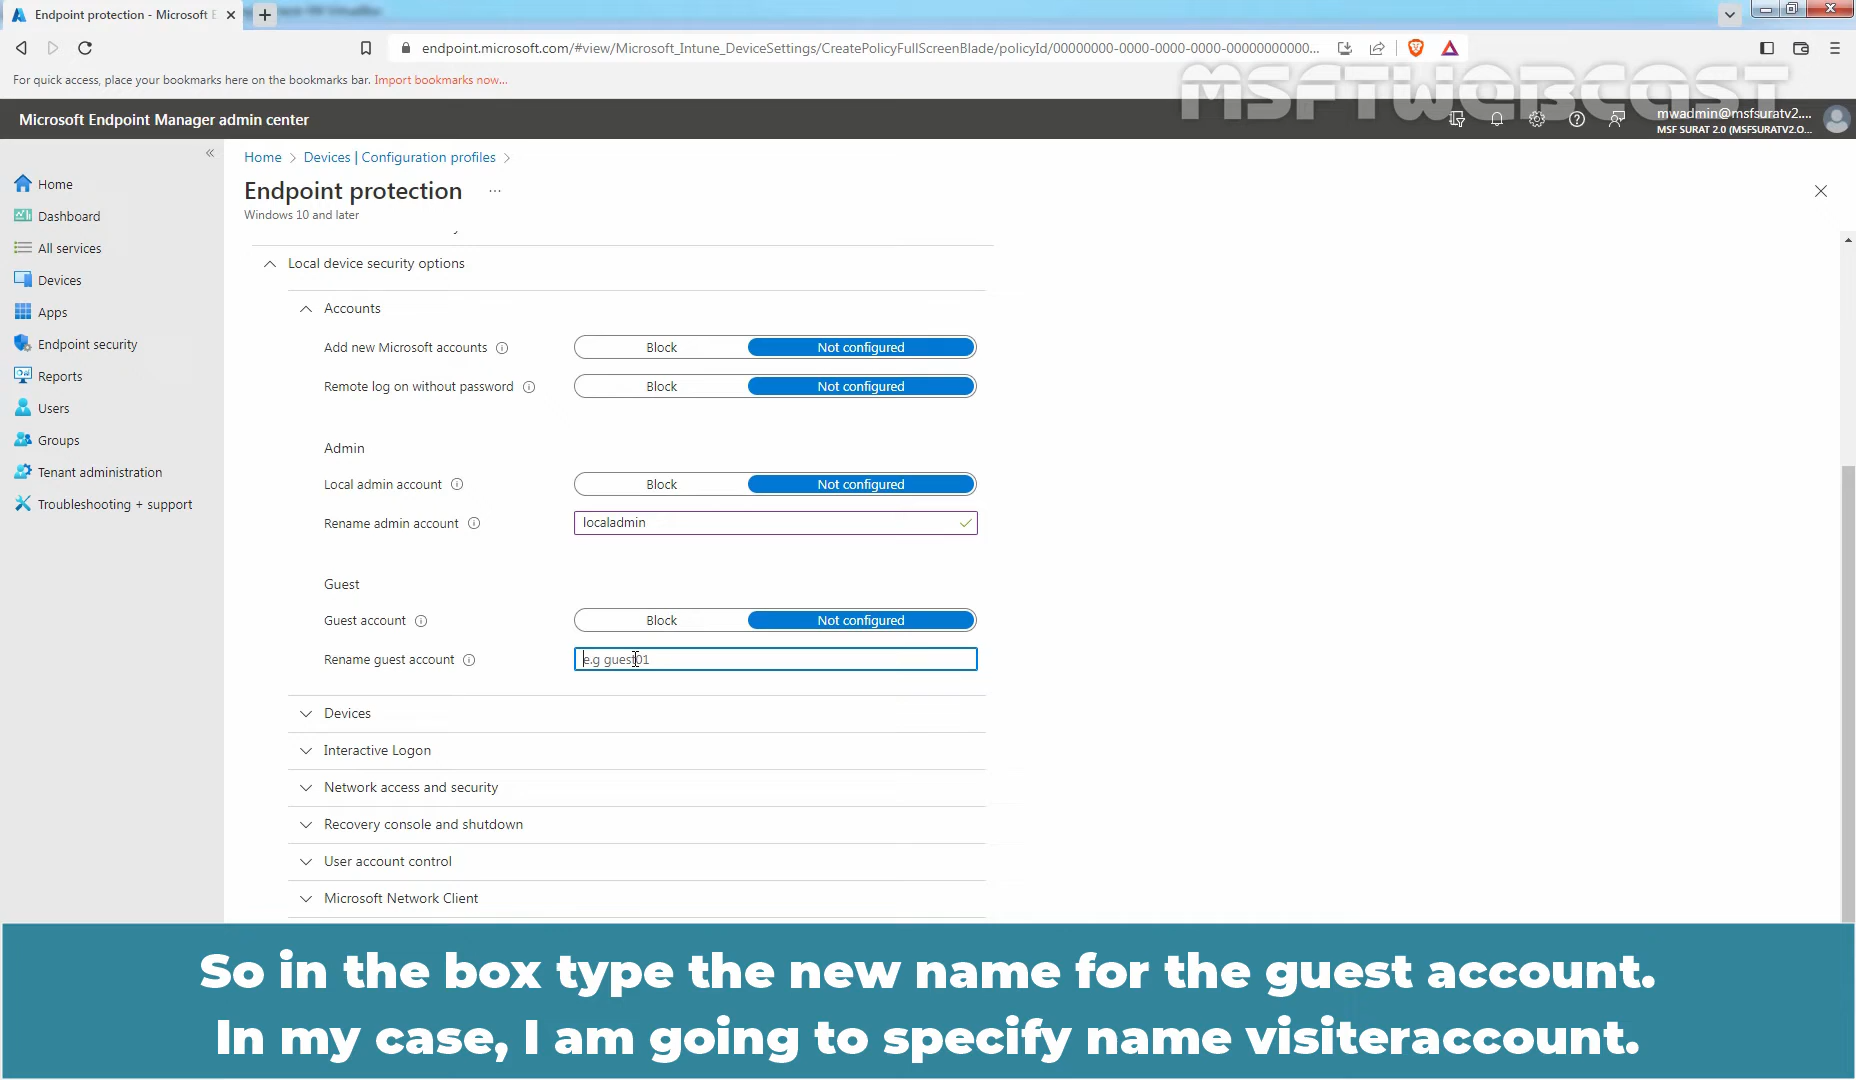 Endpoint protection - Microsoft E
endpoint.microsoft.com/#view/Microsoft_Intune_DeviceSettings/CreatePolicyFullScreenBlade/policyId/00000000-0000-0000-0000-00000000000...
For quick access, place your bookmarks here on the bookmarks bar. Import bookmarks now...
MSFTWEBCAST
Microsoft Endpoint Manager admin center
mwadmin@msfsuratv2....
MSF SURAT 2.0 (MSFSURATV2.O...
Home
Dashboard
All services
Devices
Apps
Endpoint security
Reports
Users
Groups
Tenant administration
Troubleshooting + support
Home > Devices | Configuration profiles >
Endpoint protection ...
Windows 10 and later
Local device security options
Accounts
Add new Microsoft accounts Block Not configured
Remote log on without password Block Not configured
Admin
Local admin account Block Not configured
Rename admin account localadmin
Guest
Guest account Block Not configured
Rename guest account e.g guest01
Devices
Interactive Logon
Network access and security
Recovery console and shutdown
User account control
Microsoft Network Client
So in the box type the new name for the guest account.
In my case, I am going to specify name visiteraccount.